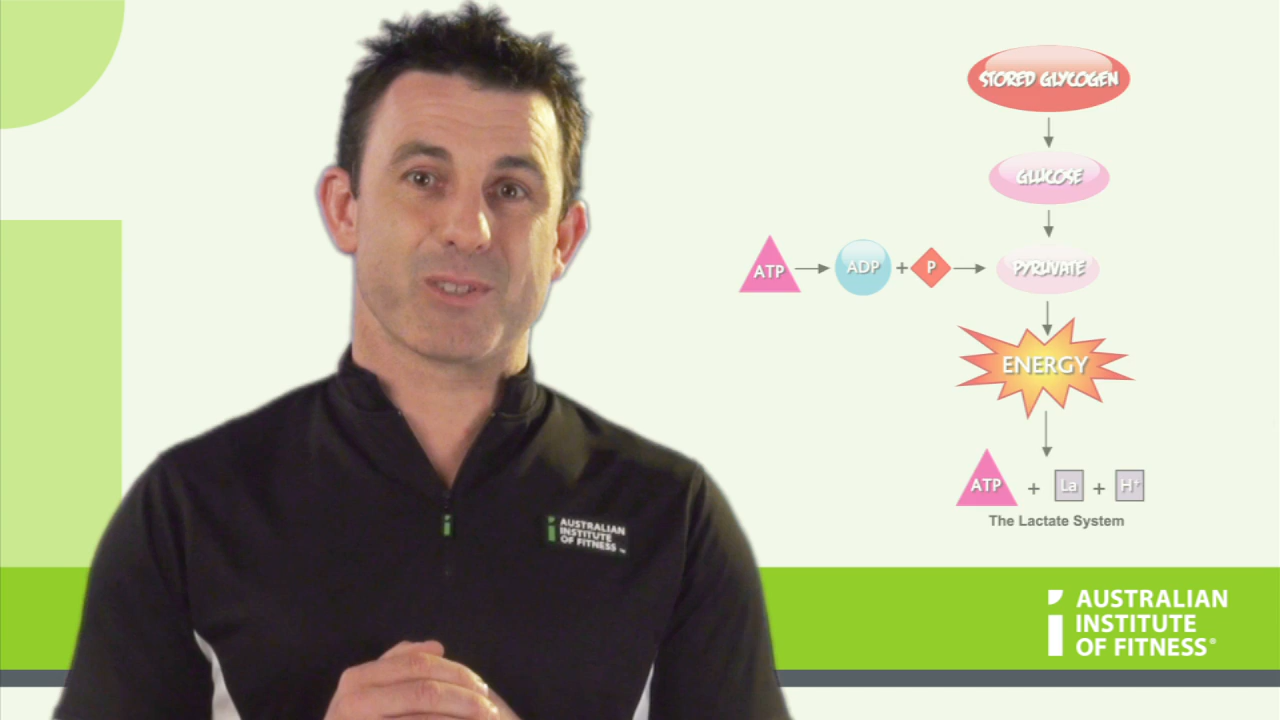 STORED GLYCOGEN
GLUCOSE
ATP
ADP
+
P
PYRUVATE
ENERGY
ATP
+
La
+
H+
The Lactate System
AUSTRALIAN
INSTITUTE
OF FITNESS™
AUSTRALIAN
INSTITUTE
OF FITNESS®